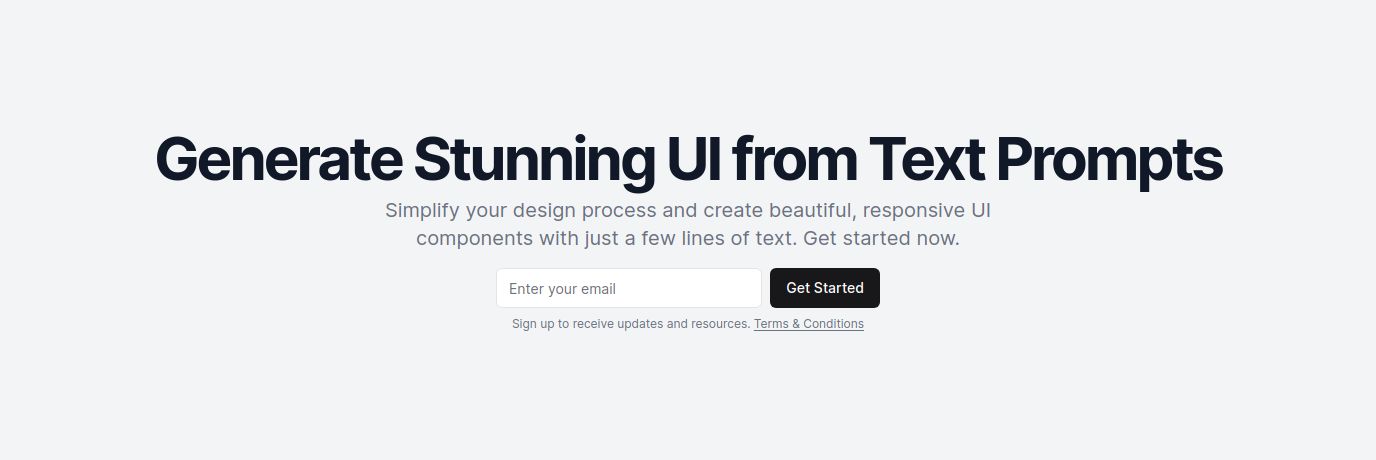 Generate Stunning UI from Text Prompts
Simplify your design process and create beautiful, responsive UI
components with just a few lines of text. Get started now.
Enter your email
Get Started
Sign up to receive updates and resources. Terms & Conditions